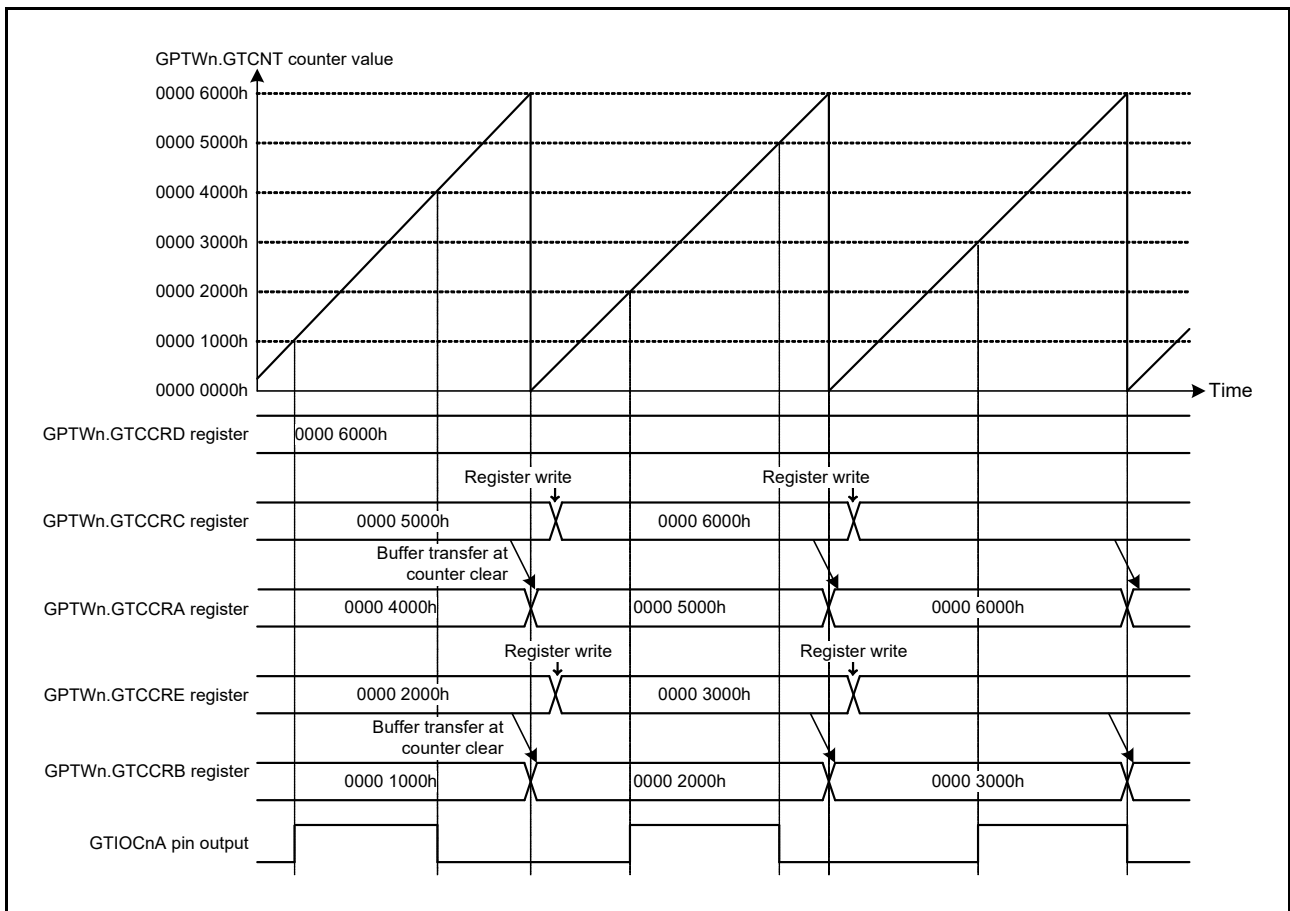 GPTWn.GTCNT counter value
0000 6000h
0000 5000h
0000 4000h
0000 3000h
0000 2000h
0000 1000h
0000 0000h
Time
GPTWn.GTCCRD register
0000 6000h
Register write
Register write
GPTWn.GTCCRC register
0000 5000h
0000 6000h
Buffer transfer at
counter clear
GPTWn.GTCCRA register
0000 4000h
0000 5000h
0000 6000h
Register write
Register write
GPTWn.GTCCRE register
0000 2000h
0000 3000h
Buffer transfer at
counter clear
GPTWn.GTCCRB register
0000 1000h
0000 2000h
0000 3000h
GTIOCnA pin output